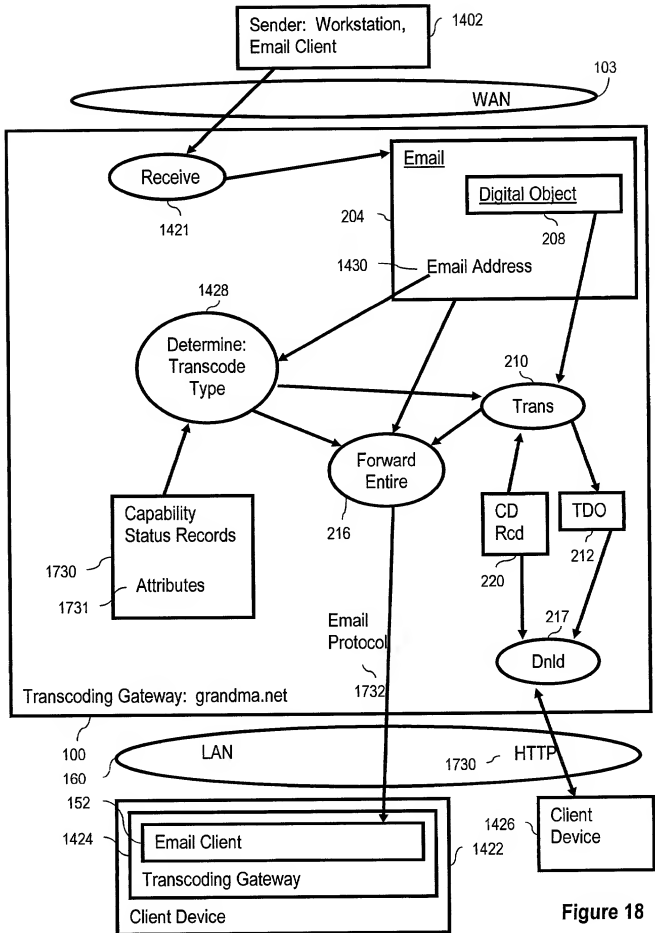 Sender: Workstation,
Email Client
1402
103
WAN
Receive
1421
Email
Digital Object
208
204
1430
Email Address
1428
Determine:
Transcode
Type
210
Trans
Forward
Entire
216
Capability
Status Records
1730
Attributes
1731
CD
Rcd
220
TDO
212
217
Dnld
Email
Protocol
1732
Transcoding Gateway: grandma.net
100
160
LAN
1730
HTTP
152
1424
Email Client
Transcoding Gateway
Client Device
1422
1426
Client
Device
Figure 18